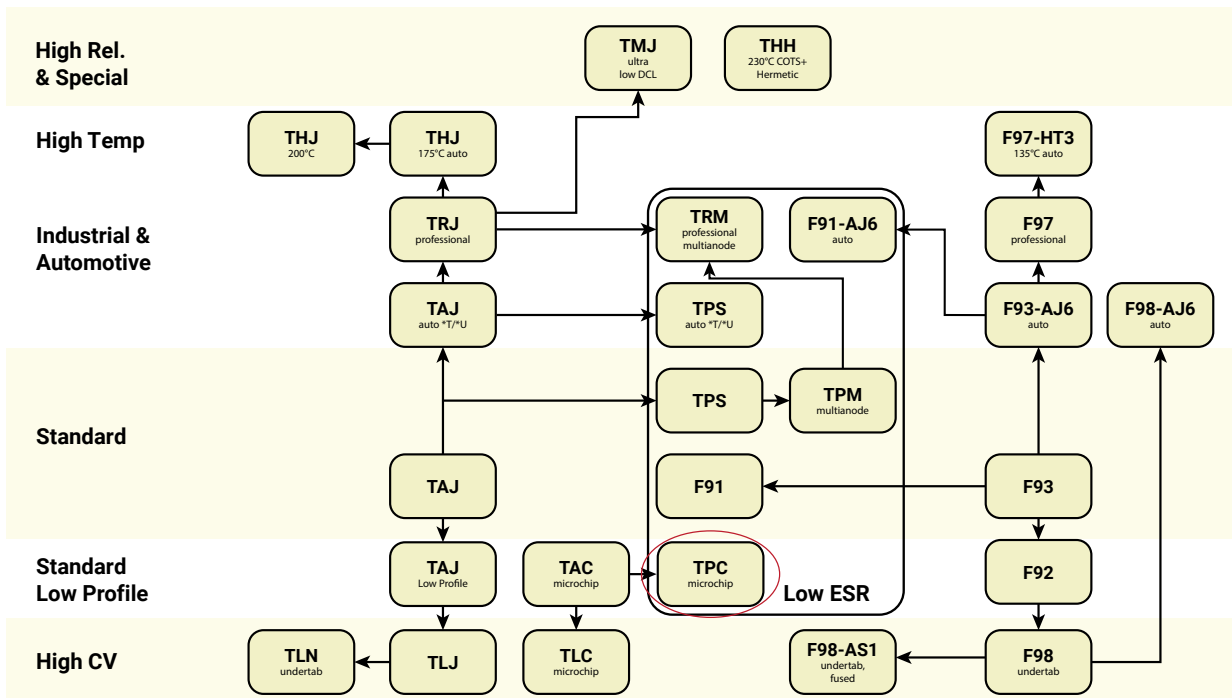 High Rel.
& Special
TMJ
ultra
low DCL
THH
230°C COTS+
Hermetic
High Temp
THJ
200°C
THJ
175°C auto
F97-HT3
135°C auto
Industrial &
Automotive
TRJ
professional
TRM
professional
multianode
F91-AJ6
auto
F97
professional
TAJ
auto *T/*U
TPS
auto *T/*U
F93-AJ6
auto
F98-AJ6
auto
Standard
TPS
TPM
multianode
TAJ
F91
F93
Standard
Low Profile
TAJ
Low Profile
TAC
microchip
TPC
microchip
Low ESR
F92
High CV
TLN
undertab
TLJ
TLC
microchip
F98-AS1
undertab,
fused
F98
undertab